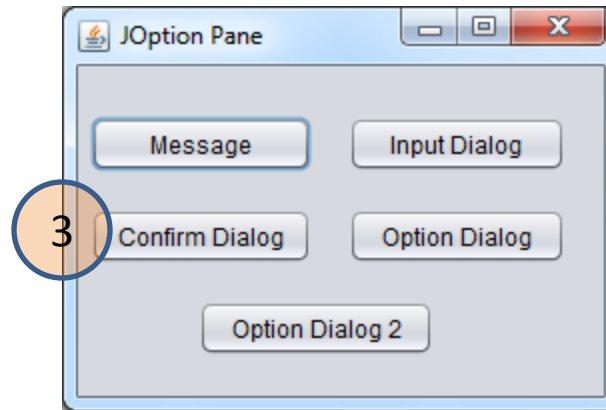 JOption Pane
Message Input Dialog
3 Confirm Dialog Option Dialog
Option Dialog 2